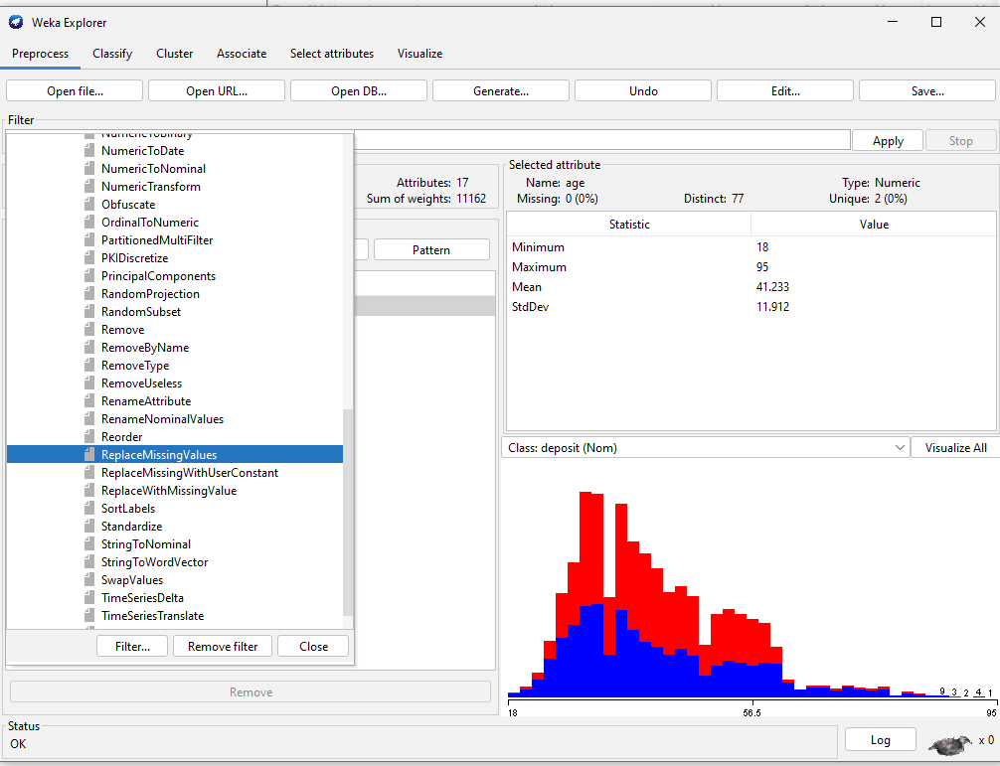 Weka Explorer
Preprocess Classify Cluster Associate Select attributes Visualize
Open file... Open URL... Open DB... Generate... Undo Edit... Save...
Filter
Apply Stop
NumericToBinary
NumericToDate
NumericToNominal
NumericTransform
Obfuscate
OrdinalToNumeric
PartitionedMultiFilter
PKIDiscretize
PrincipalComponents
RandomProjection
RandomSubset
Remove
RemoveByName
RemoveType
RemoveUseless
RenameAttribute
RenameNominalValues
Reorder
ReplaceMissingValues
ReplaceMissingWithUserConstant
ReplaceWithMissingValue
SortLabels
Standardize
StringToNominal
StringToWordVector
SwapValues
TimeSeriesDelta
TimeSeriesTranslate
Filter... Remove filter Close
Attributes: 17
Sum of weights: 11162
Pattern
Remove
Selected attribute
Name: age Type: Numeric
Missing: 0 (0%) Distinct: 77 Unique: 2 (0%)
Statistic Value
Minimum 18
Maximum 95
Mean 41.233
StdDev 11.912
Class: deposit (Nom) Visualize All
9 3 2 4 1
18 56.5 95
Status
OK
Log x 0